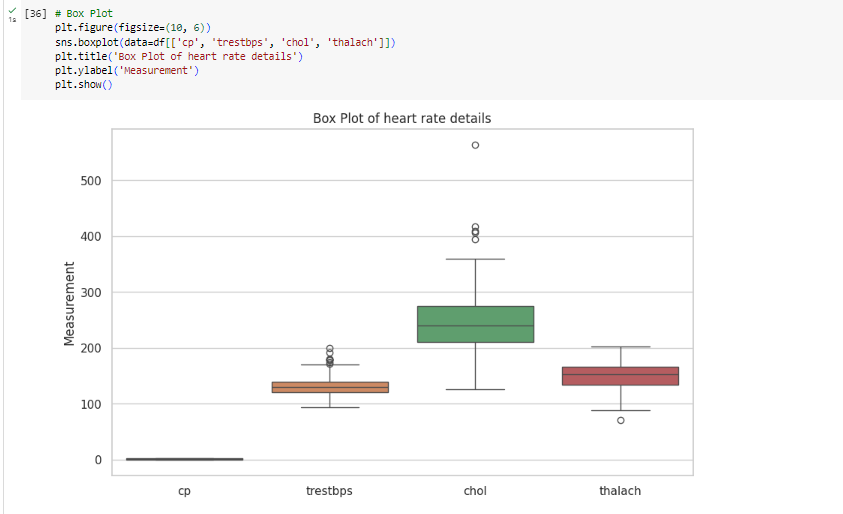 [36] # Box Plot
1s
plt.figure(figsize=(10, 6))
sns.boxplot(data=df[['cp', 'trestbps', 'chol', 'thalach']])
plt.title('Box Plot of heart rate details')
plt.ylabel('Measurement')
plt.show()
Box Plot of heart rate details
Measurement
500
400
300
200
100
0
cp trestbps chol thalach